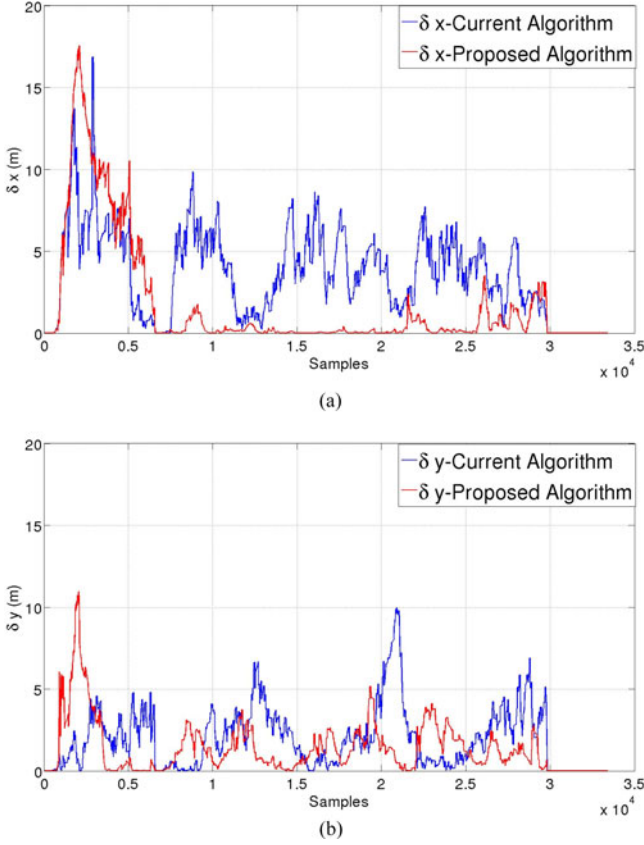 20
15
10
5
0
δ x (m)
δ x-Current Algorithm
δ x-Proposed Algorithm
0 0.5 1 1.5 2 2.5 3 3.5
Samples
x 10^4
(a)
20
15
10
5
0
δ y (m)
δ y-Current Algorithm
δ y-Proposed Algorithm
0 0.5 1 1.5 2 2.5 3 3.5
Samples
x 10^4
(b)